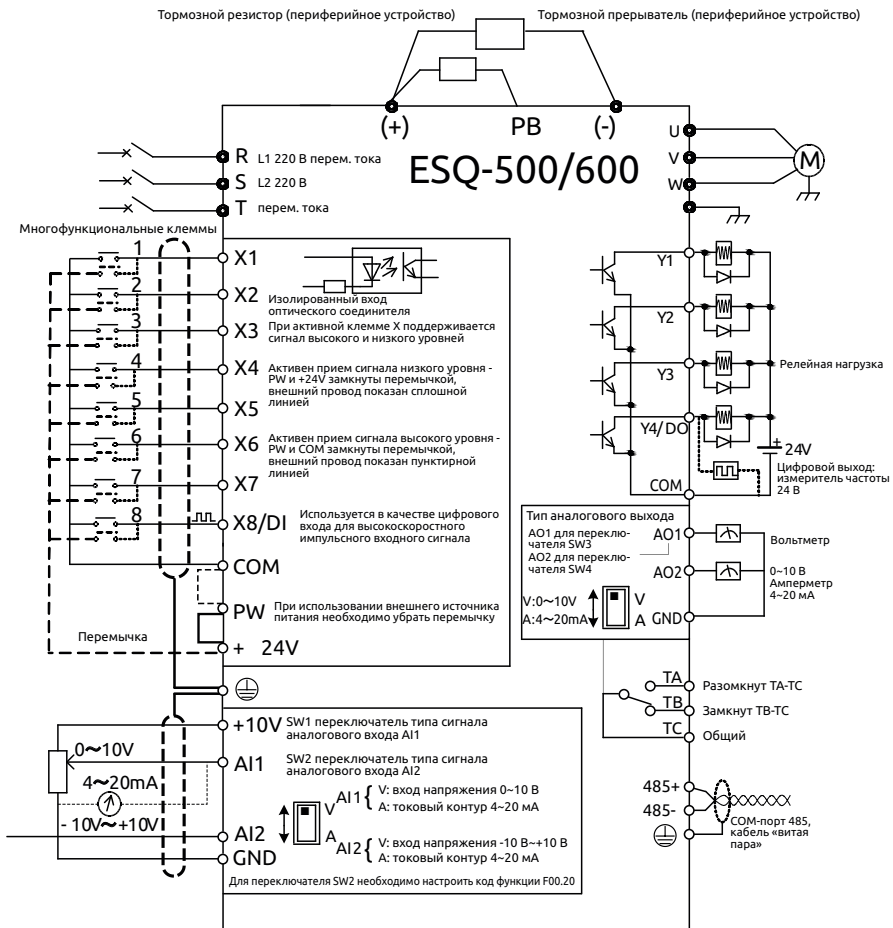 Тормозной резистор (периферийное устройство)
Тормозной прерыватель (периферийное устройство)
(+)
PB
(-)
ESQ-500/600
R L1 220 В перем. тока
S L2 220 В
T перем. тока
U
V
W
M
Многофункциональные клеммы
1
2
3
4
5
6
7
8
X1
X2
X3
X4
X5
X6
X7
X8/DI
COM
PW
+ 24V
Изолированный вход
оптического соединителя
При активной клемме X поддерживается
сигнал высокого и низкого уровней
Активен прием сигнала низкого уровня -
PW и +24V замкнуты перемычкой,
внешний провод показан сплошной
линией
Активен прием сигнала высокого уровня -
PW и COM замкнуты перемычкой,
внешний провод показан пунктирной
линией
Используется в качестве цифрового
входа для высокоскоростного
импульсного входного сигнала
При использовании внешнего источника
питания необходимо убрать перемычку
Перемычка
Y1
Y2
Y3
Y4/DO
COM
Релейная нагрузка
+
24V
Цифровой выход:
измеритель частоты
24 В
Тип аналогового выхода
AO1 для переклю-
чателя SW3
AO2 для переклю-
чателя SW4
V:0~10V
A:4~20mA
V
A
AO1
AO2
GND
Вольтметр
0~10 В
Амперметр
4~20 мА
TA
TB
TC
Разомкнут TA-TC
Замкнут TB-TC
Общий
485+
485-
COM-порт 485,
кабель «витая
пара»
+10V
AI1
AI2
GND
0~10V
4~20mA
- 10V~+10V
SW1 переключатель типа сигнала
аналогового входа AI1
SW2 переключатель типа сигнала
аналогового входа AI2
V
A
AI1 { V: вход напряжения 0~10 В
A: токовый контур 4~20 мА
AI2 { V: вход напряжения -10 В~+10 В
A: токовый контур 4~20 мА
Для переключателя SW2 необходимо настроить код функции F00.20